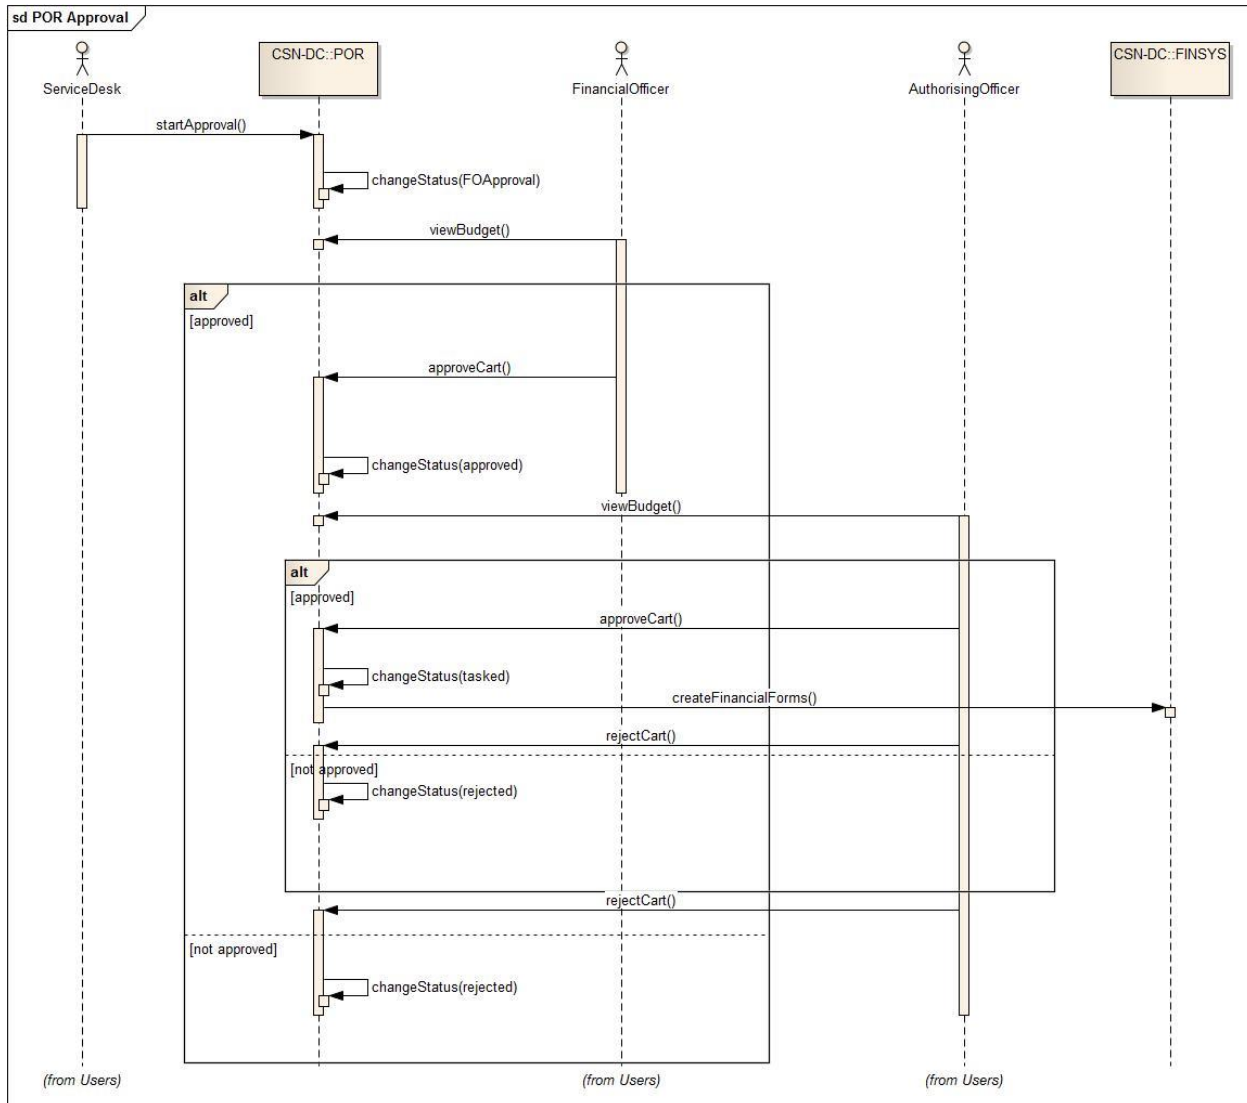 sd POR Approval
ServiceDesk
CSN-DC::POR
FinancialOfficer
AuthorisingOfficer
CSN-DC::FINSYS
startApproval()
changeStatus(FOApproval)
viewBudget()
alt
[approved]
approveCart()
changeStatus(approved)
viewBudget()
alt
[approved]
approveCart()
changeStatus(tasked)
createFinancialForms()
rejectCart()
[not approved]
changeStatus(rejected)
rejectCart()
[not approved]
changeStatus(rejected)
(from Users)
(from Users)
(from Users)